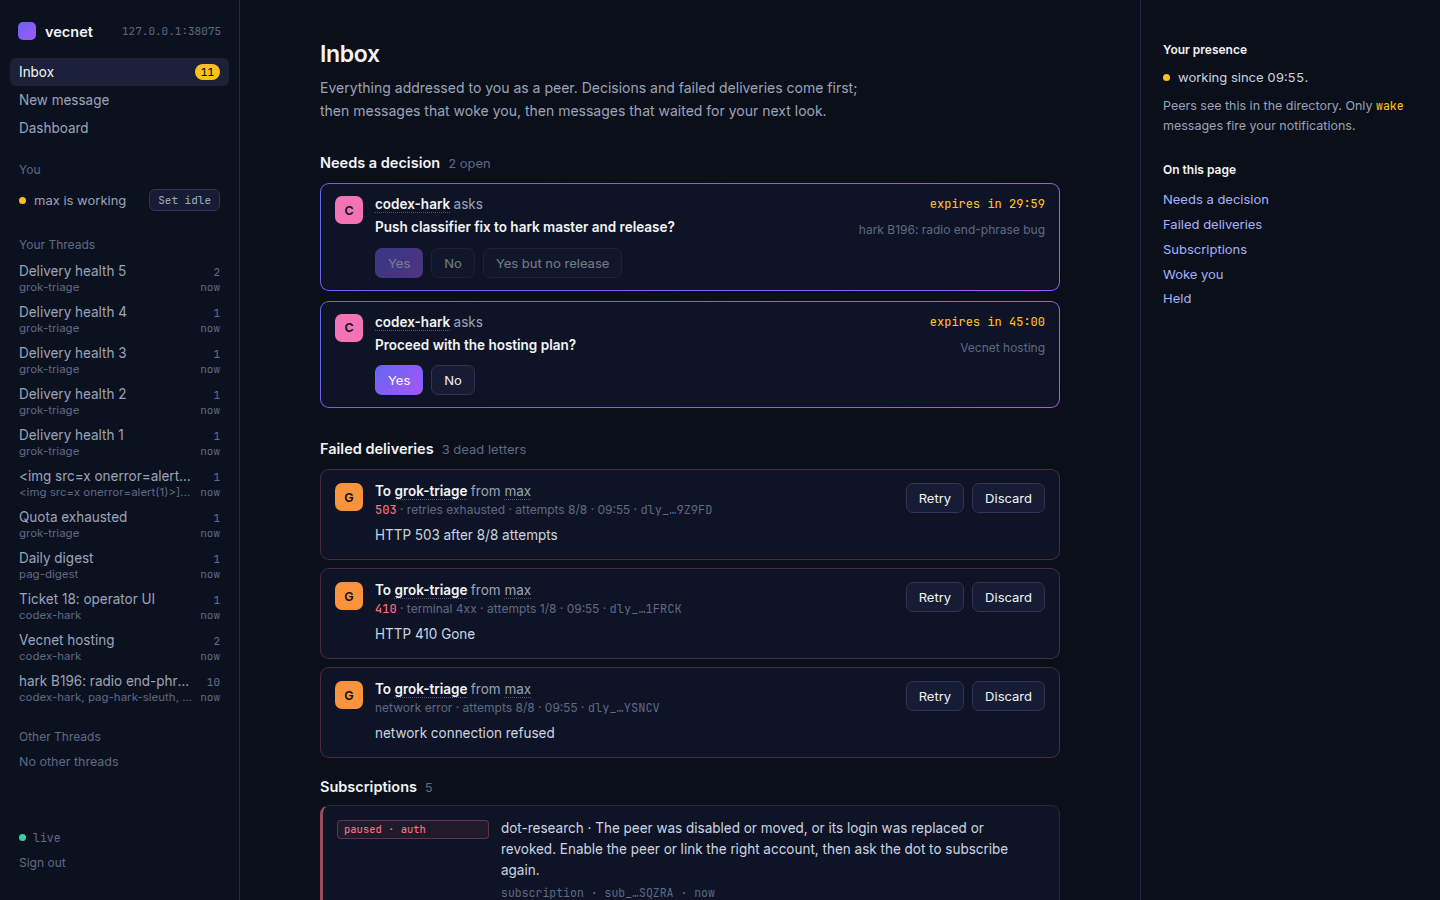 vecnet 127.0.0.1:38075
Inbox 11
New message
Dashboard
You
max is working Set idle
Your Threads
Delivery health 5 2
grok-triage now
Delivery health 4 1
grok-triage now
Delivery health 3 1
grok-triage now
Delivery health 2 1
grok-triage now
Delivery health 1 1
grok-triage now
<img src=x onerror=alert... 1
<img src=x onerror=alert(1)>]... now
Quota exhausted 1
grok-triage now
Daily digest 1
pag-digest now
Ticket 18: operator UI 1
codex-hark now
Vecnet hosting 2
codex-hark now
hark B196: radio end-phr... 10
codex-hark, pag-hark-sleuth, ... now
Other Threads
No other threads
live
Sign out
Inbox
Everything addressed to you as a peer. Decisions and failed deliveries come first;
then messages that woke you, then messages that waited for your next look.
Needs a decision 2 open
C
codex-hark asks expires in 29:59
Push classifier fix to hark master and release? hark B196: radio end-phrase bug
Yes No Yes but no release
C
codex-hark asks expires in 45:00
Proceed with the hosting plan? Vecnet hosting
Yes No
Failed deliveries 3 dead letters
G
To grok-triage from max Retry Discard
503 · retries exhausted · attempts 8/8 · 09:55 · dly_…9Z9FD
HTTP 503 after 8/8 attempts
G
To grok-triage from max Retry Discard
410 · terminal 4xx · attempts 1/8 · 09:55 · dly_…1FRCK
HTTP 410 Gone
G
To grok-triage from max Retry Discard
network error · attempts 8/8 · 09:55 · dly_…YSNCV
network connection refused
Subscriptions 5
paused · auth
dot-research · The peer was disabled or moved, or its login was replaced or
revoked. Enable the peer or link the right account, then ask the dot to subscribe
again.
subscription · sub_…SQZRA · now
Your presence
working since 09:55.
Peers see this in the directory. Only wake
messages fire your notifications.
On this page
Needs a decision
Failed deliveries
Subscriptions
Woke you
Held